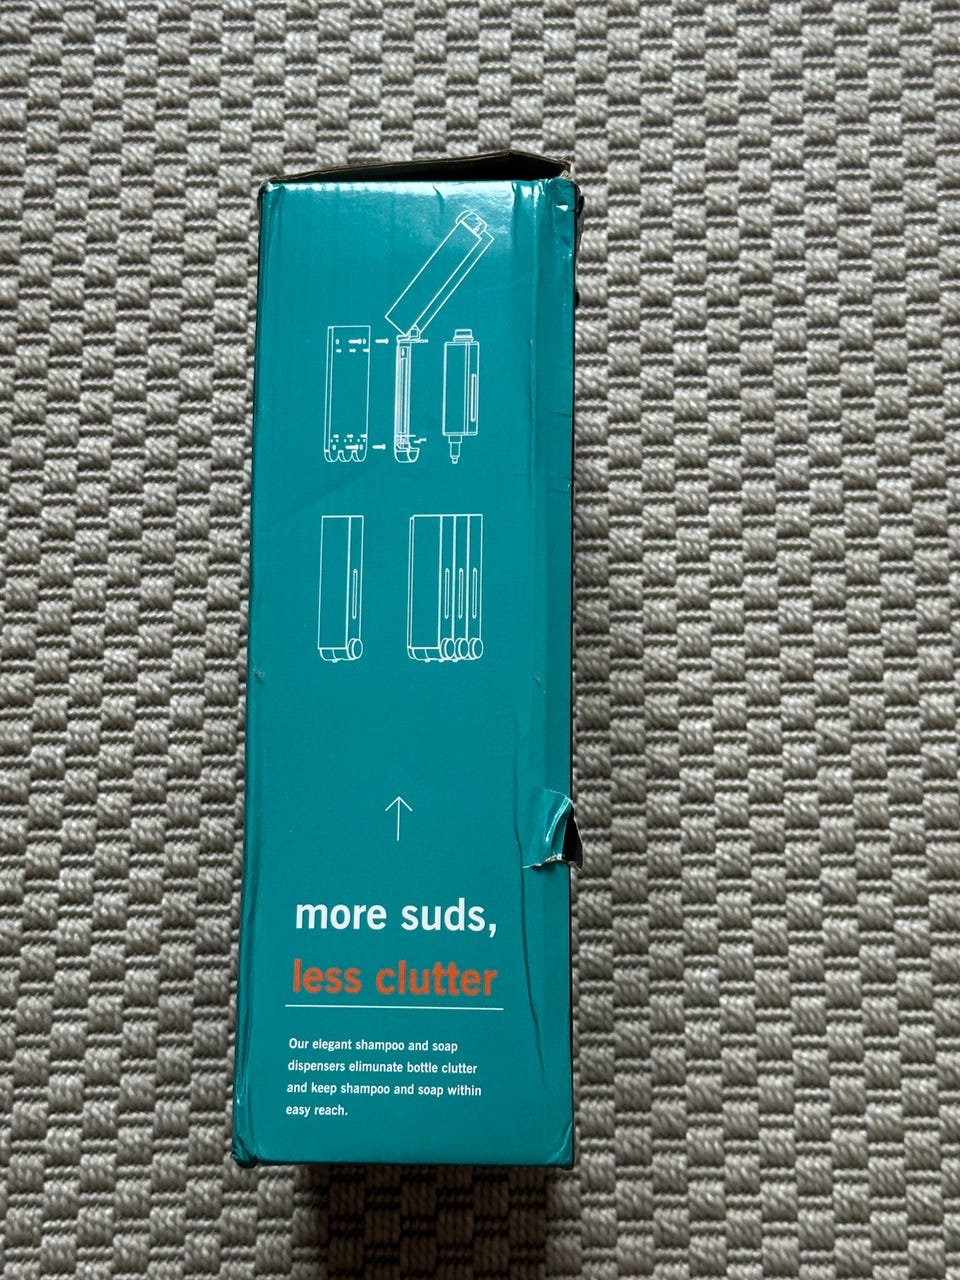 more suds,
less clutter
Our elegant shampoo and soap
dispensers elimunate bottle clutter
and keep shampoo and soap within
easy reach.